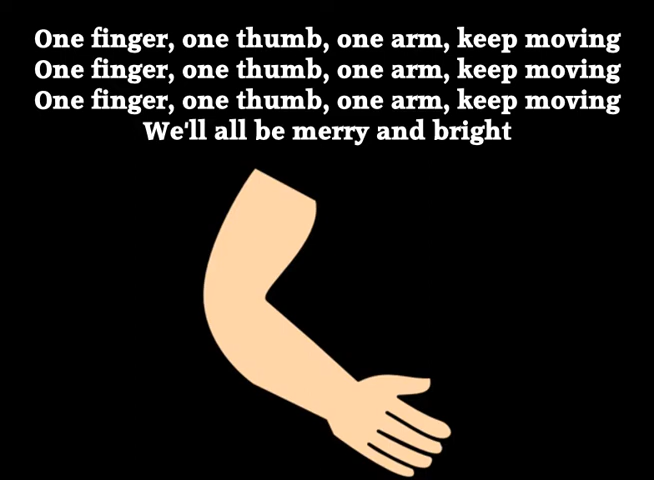 One finger, one thumb, one arm, keep moving
One finger, one thumb, one arm, keep moving
One finger, one thumb, one arm, keep moving
We'll all be merry and bright